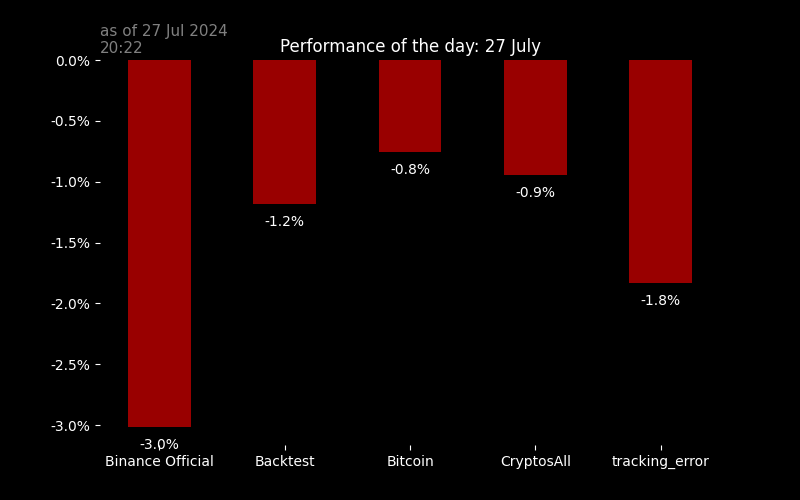 as of 27 Jul 2024
20:22
Performance of the day: 27 July
0.0%
-0.5%
-1.0%
-1.5%
-2.0%
-2.5%
-3.0%
-3.0%
-1.2%
-0.8%
-0.9%
-1.8%
Binance Official
Backtest
Bitcoin
CryptosAll
tracking_error